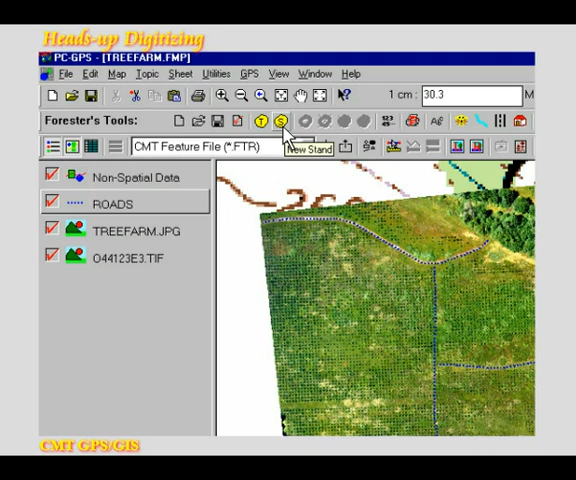 Heads-up Digitizing
PC-GPS - [TREEFARM.FMP]
File Edit Map Topic Sheet Utilities GPS View Window Help
1 cm : 30.3 M
Forester's Tools: T S
CMT Feature File (*.FTR)
New Stand
Non-Spatial Data
ROADS
TREEFARM.JPG
O44123E3.TIF
CMT GPS/GIS